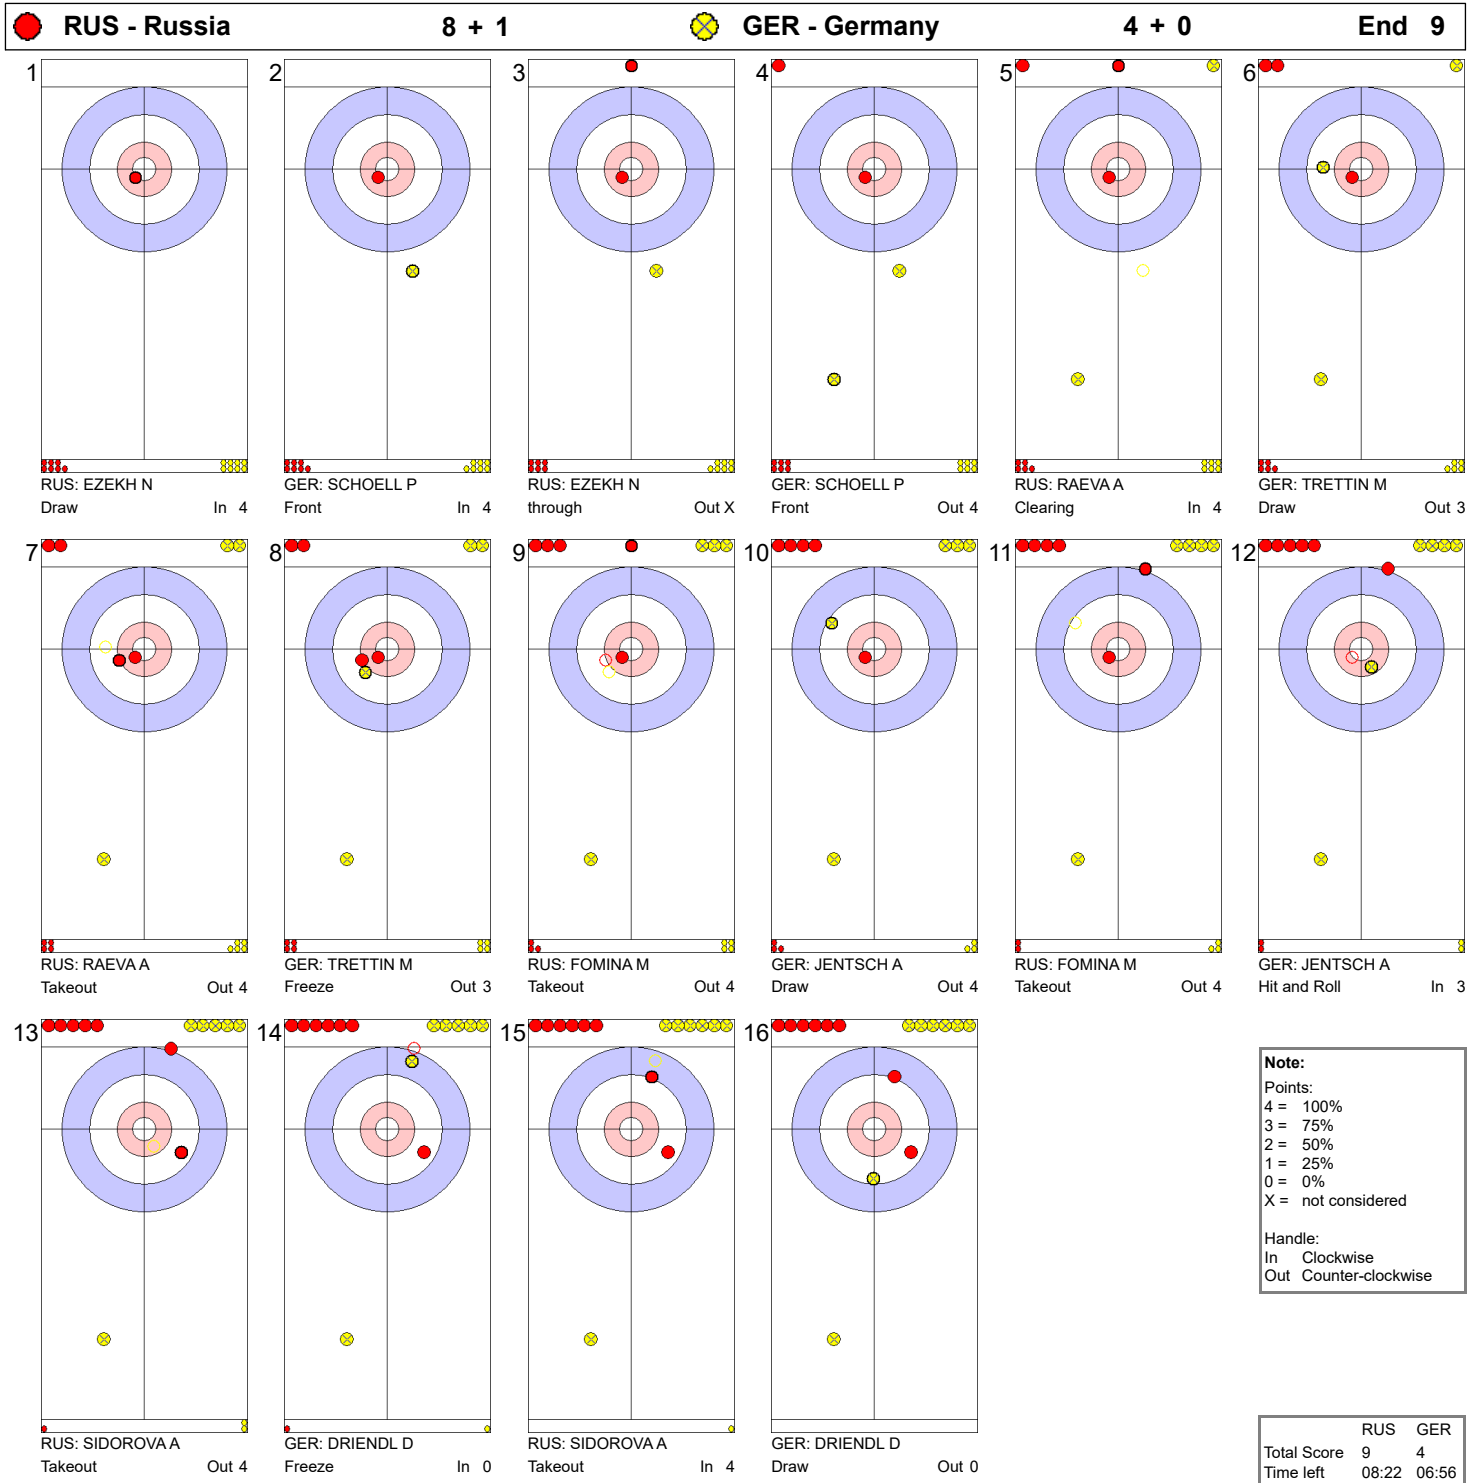 RUS - Russia 8 + 1 GER - Germany 4 + 0 End 9
1 2 3 4 5 6
RUS: EZEKH N GER: SCHOELL P RUS: EZEKH N GER: SCHOELL P RUS: RAEVA A GER: TRETTIN M
Draw In 4 Front In 4 through Out X Front Out 4 Clearing In 4 Draw Out 3
7 8 9 10 11 12
RUS: RAEVA A GER: TRETTIN M RUS: FOMINA M GER: JENTSCH A RUS: FOMINA M GER: JENTSCH A
Takeout Out 4 Freeze Out 3 Takeout Out 4 Draw Out 4 Takeout Out 4 Hit and Roll In 3
13 14 15 16
RUS: SIDOROVA A GER: DRIENDL D RUS: SIDOROVA A GER: DRIENDL D
Takeout Out 4 Freeze In 0 Takeout In 4 Draw Out 0
Note:
Points:
4 = 100%
3 = 75%
2 = 50%
1 = 25%
0 = 0%
X = not considered
Handle:
In Clockwise
Out Counter-clockwise
RUS GER
Total Score 9 4
Time left 08:22 06:56